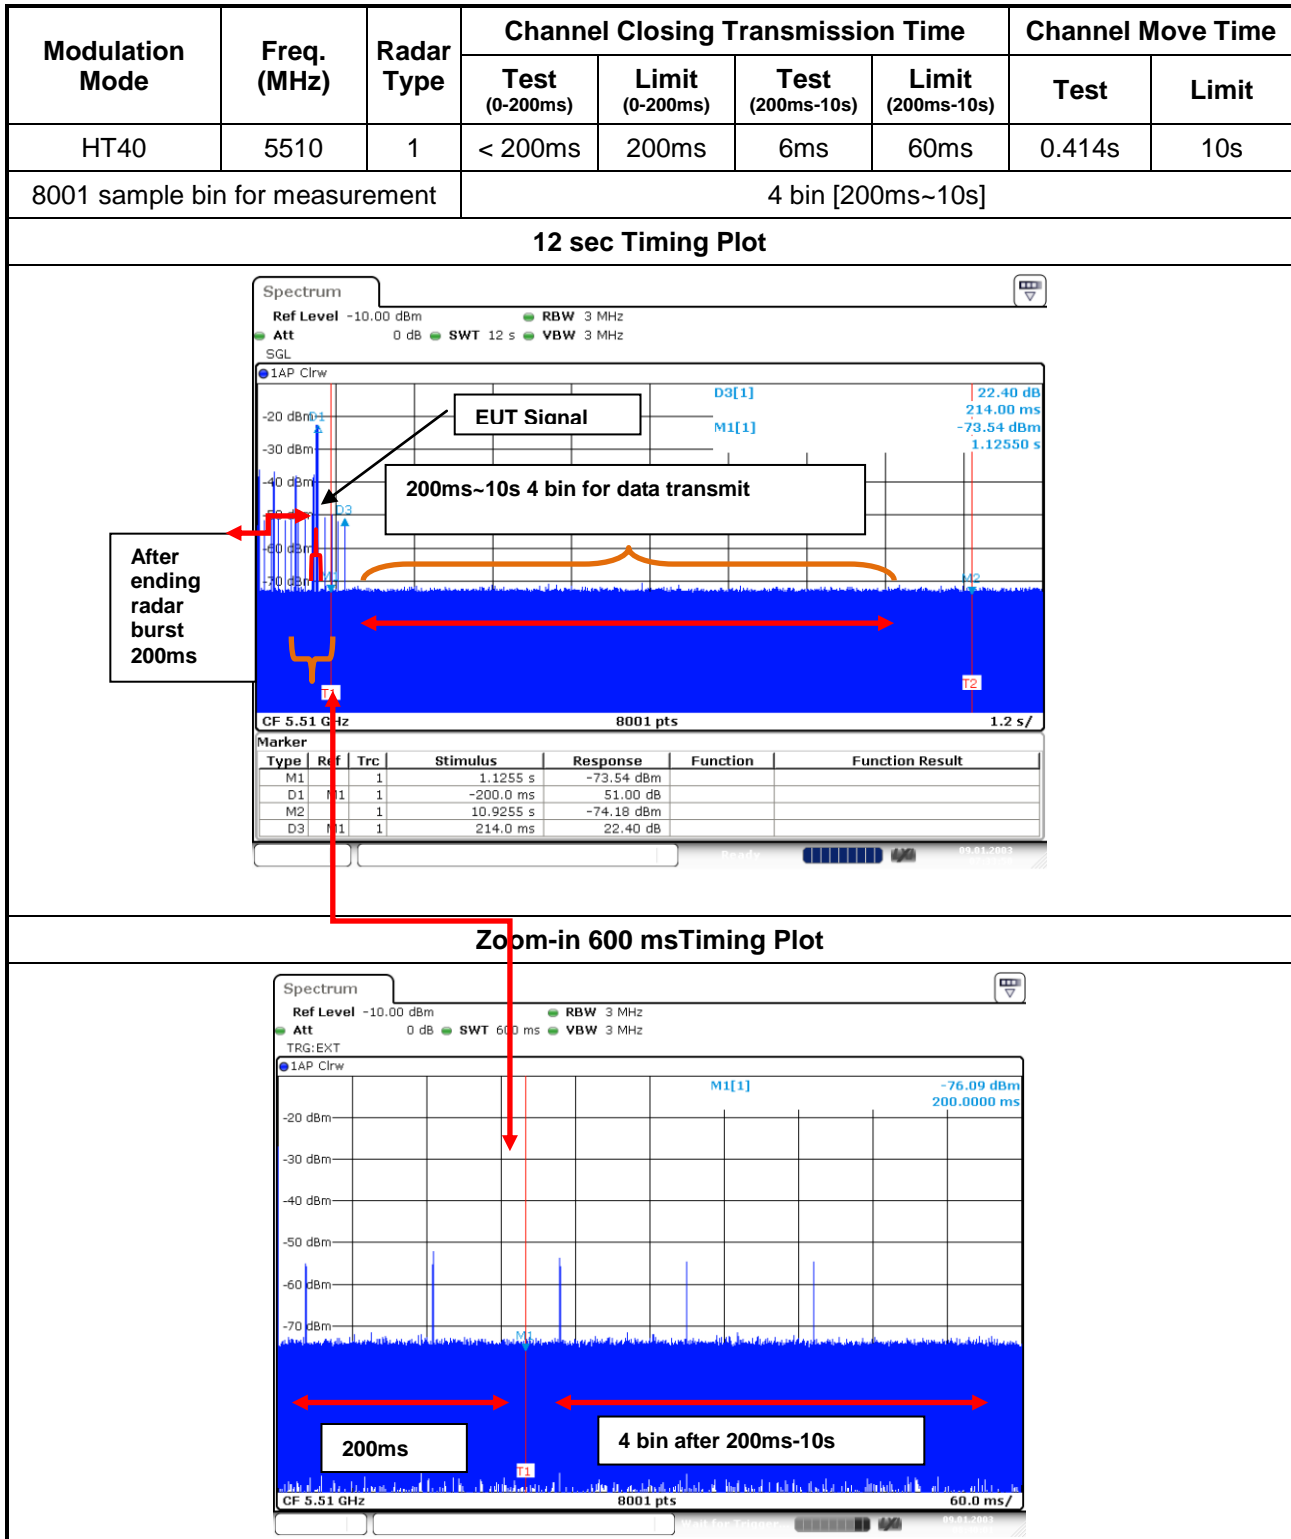 Modulation Mode
Freq. (MHz)
Radar Type
Channel Closing Transmission Time
Channel Move Time
Test (0-200ms)
Limit (0-200ms)
Test (200ms-10s)
Limit (200ms-10s)
Test
Limit
HT40 5510 1 < 200ms 200ms 6ms 60ms 0.414s 10s
8001 sample bin for measurement 4 bin [200ms~10s]
12 sec Timing Plot
Spectrum
Ref Level -10.00 dBm RBW 3 MHz
Att 0 dB SWT 12 s VBW 3 MHz
SGL
1AP Clrw
D3[1] 22.40 dB
214.00 ms
M1[1] -73.54 dBm
1.12550 s
-20 dBm
D1
EUT Signal
-30 dBm
-40 dBm
200ms~10s 4 bin for data transmit
D3
After
ending
radar
burst
200ms
-60 dBm
-70 dBm
M2
T1
T2
CF 5.51 GHz 8001 pts 1.2 s/
Marker
Type Ref Trc Stimulus Response Function Function Result
M1 1 1.1255 s -73.54 dBm
D1 M1 1 -200.0 ms 51.00 dB
M2 1 10.9255 s -74.18 dBm
D3 M1 1 214.0 ms 22.40 dB
Ready 09.01.2003
Zoom-in 600 msTiming Plot
Spectrum
Ref Level -10.00 dBm RBW 3 MHz
Att 0 dB SWT 600 ms VBW 3 MHz
TRG:EXT
1AP Clrw
M1[1] -76.09 dBm
200.0000 ms
-20 dBm
-30 dBm
-40 dBm
-50 dBm
-60 dBm
-70 dBm
M1
200ms
4 bin after 200ms-10s
T1
CF 5.51 GHz 8001 pts 60.0 ms/
Wait for Trigger 09.01.2003